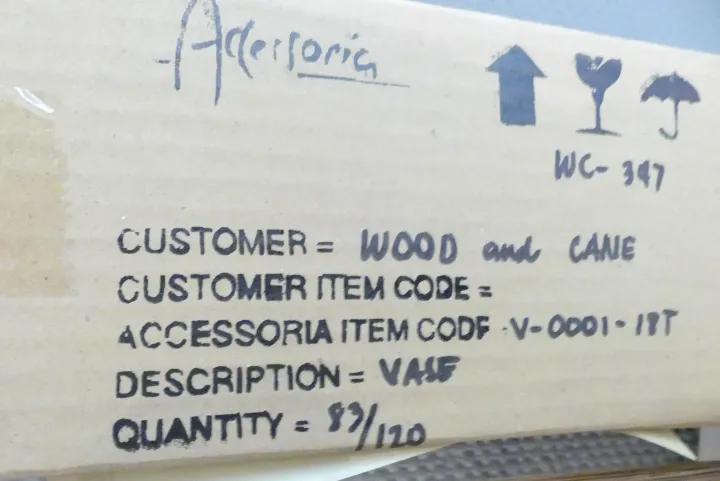 Accessoria
WC- 347
CUSTOMER = WOOD and CANE
CUSTOMER ITEM CODE =
ACCESSORIA ITEM CODE V-0001-18T
DESCRIPTION = VASE
QUANTITY = 83/120